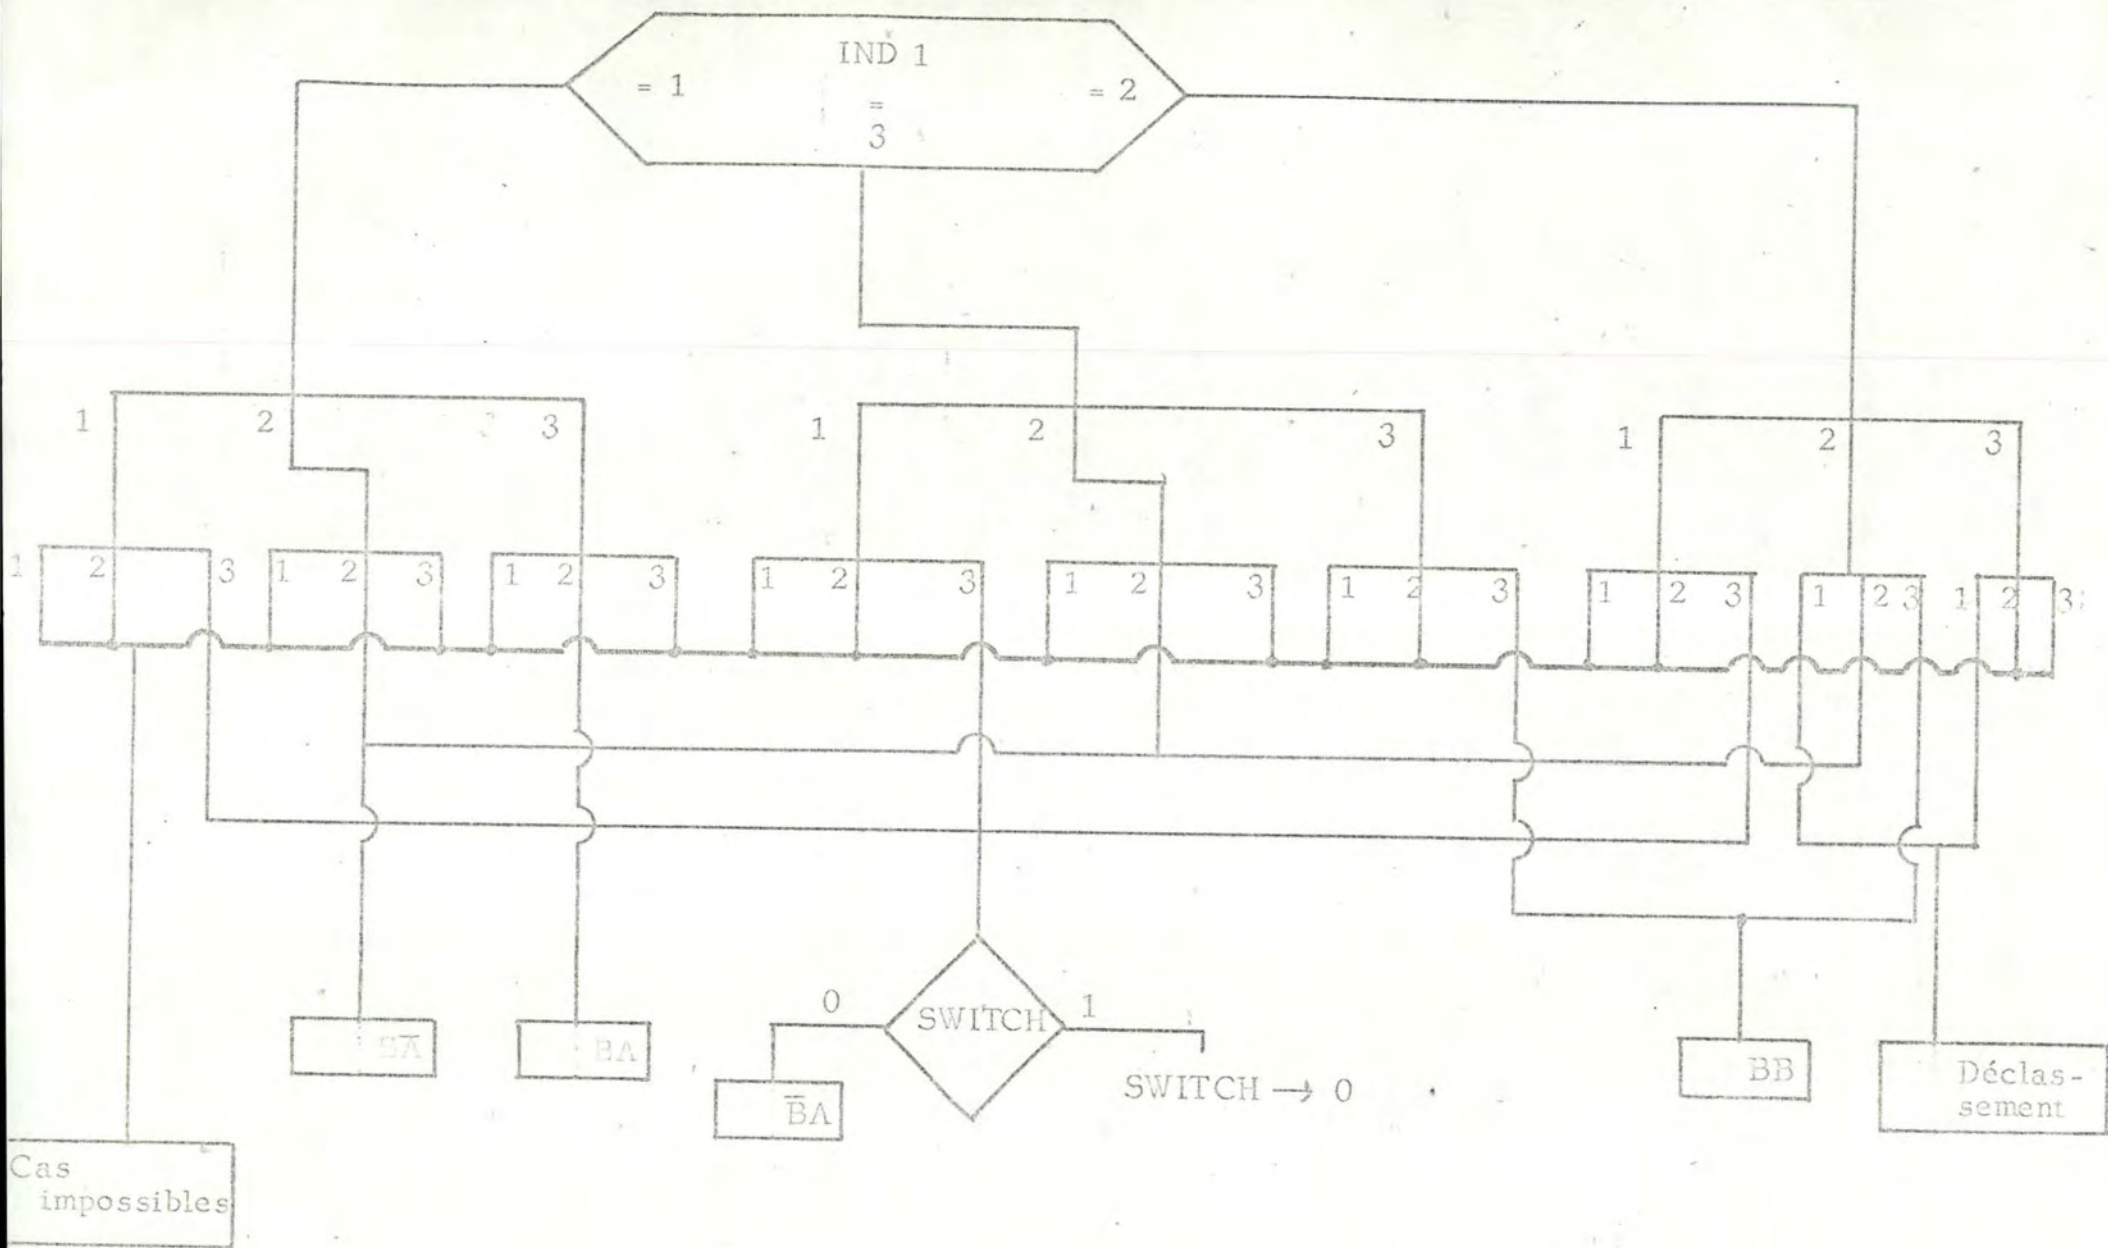 IND 1
= 1 = = 2
3
1 2 3 1 2 3 1 2 3
1 2 3 1 2 3 1 2 3 1 2 3 1 2 3 1 2 3 1 2 3 1 2 3 1 2 3
0 SWITCH 1
BA
BB
Déclas-
sement
SWITCH → 0
B̅A
Cas
impossibles